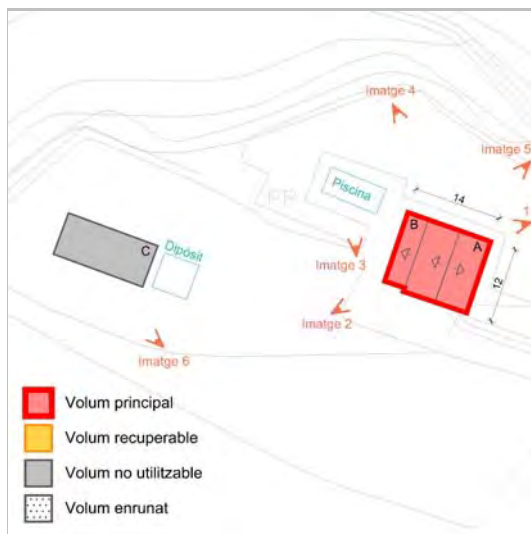 Imatge 4
Imatge 5
Piscina
14
1
B
A
C
Dipòsit
12
Imatge 3
Imatge 2
Imatge 6
Volum principal
Volum recuperable
Volum no utilitzable
Volum enrunat